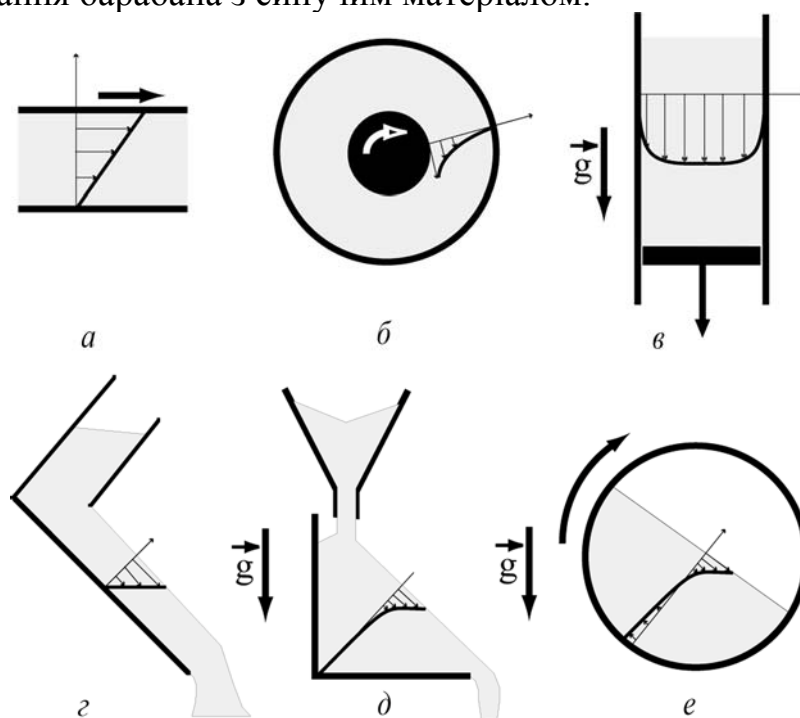 ання барабана з сипучим матеріалом.
g
а б в
g g
г д е